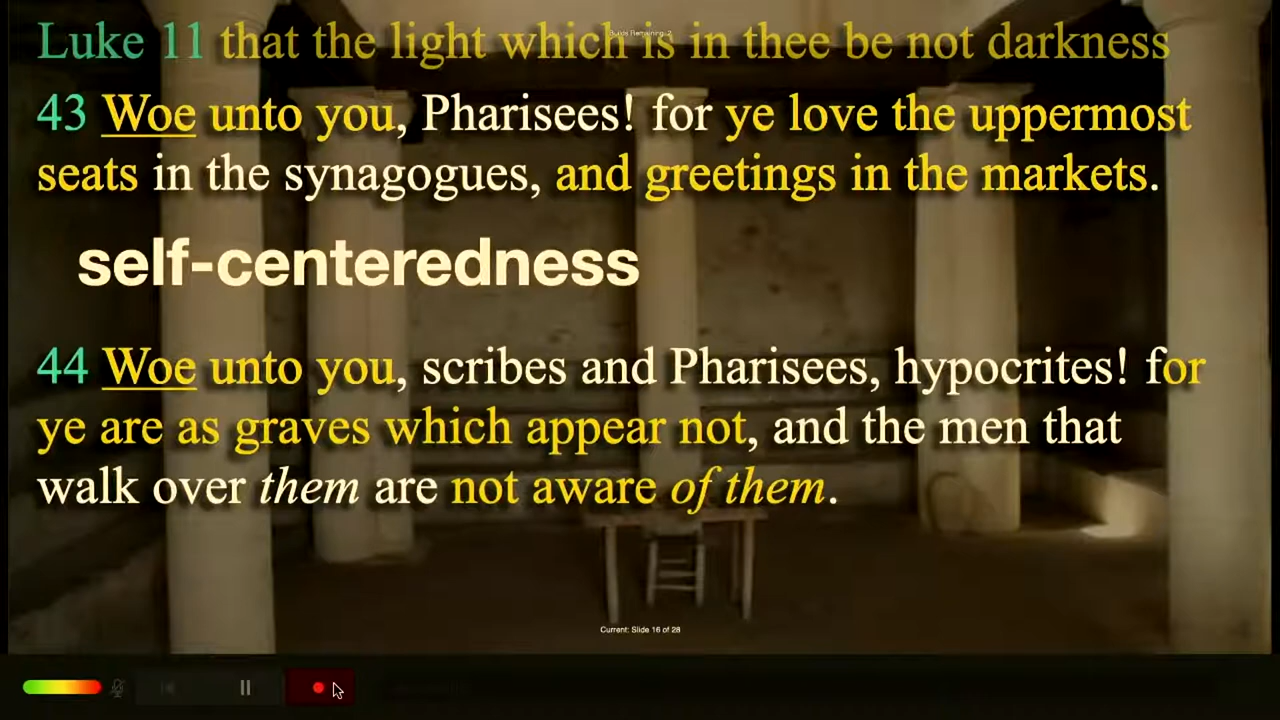 Builds Remaining: 2
Luke 11 that the light which is in thee be not darkness
43 Woe unto you, Pharisees! for ye love the uppermost
seats in the synagogues, and greetings in the markets.
self-centeredness
44 Woe unto you, scribes and Pharisees, hypocrites! for
ye are as graves which appear not, and the men that
walk over them are not aware of them.
Current: Slide 16 of 28